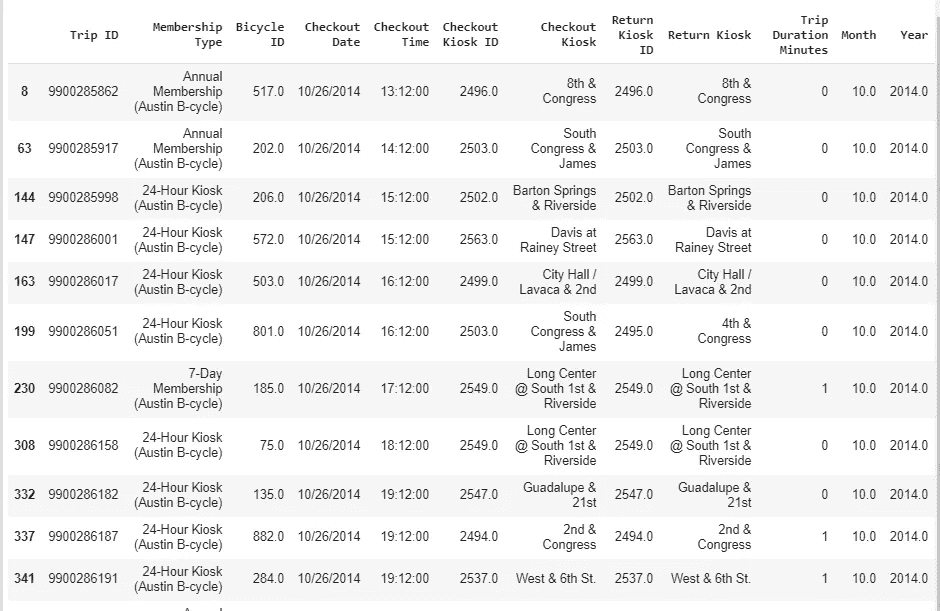 Trip ID Membership Type Bicycle ID Checkout Date Checkout Time Checkout Kiosk ID Checkout Kiosk Return Kiosk ID Return Kiosk Trip Duration Minutes Month Year
8 9900285862 Annual Membership (Austin B-cycle) 517.0 10/26/2014 13:12:00 2496.0 8th & Congress 2496.0 8th & Congress 0 10.0 2014.0
63 9900285917 Annual Membership (Austin B-cycle) 202.0 10/26/2014 14:12:00 2503.0 South Congress & James 2503.0 South Congress & James 0 10.0 2014.0
144 9900285998 24-Hour Kiosk (Austin B-cycle) 206.0 10/26/2014 15:12:00 2502.0 Barton Springs & Riverside 2502.0 Barton Springs & Riverside 0 10.0 2014.0
147 9900286001 24-Hour Kiosk (Austin B-cycle) 572.0 10/26/2014 15:12:00 2563.0 Davis at Rainey Street 2563.0 Davis at Rainey Street 0 10.0 2014.0
163 9900286017 24-Hour Kiosk (Austin B-cycle) 503.0 10/26/2014 16:12:00 2499.0 City Hall / Lavaca & 2nd 2499.0 City Hall / Lavaca & 2nd 0 10.0 2014.0
199 9900286051 24-Hour Kiosk (Austin B-cycle) 801.0 10/26/2014 16:12:00 2503.0 South Congress & James 2495.0 4th & Congress 0 10.0 2014.0
230 9900286082 7-Day Membership (Austin B-cycle) 185.0 10/26/2014 17:12:00 2549.0 Long Center @ South 1st & Riverside 2549.0 Long Center @ South 1st & Riverside 1 10.0 2014.0
308 9900286158 24-Hour Kiosk (Austin B-cycle) 75.0 10/26/2014 18:12:00 2549.0 Long Center @ South 1st & Riverside 2549.0 Long Center @ South 1st & Riverside 0 10.0 2014.0
332 9900286182 24-Hour Kiosk (Austin B-cycle) 135.0 10/26/2014 19:12:00 2547.0 Guadalupe & 21st 2547.0 Guadalupe & 21st 0 10.0 2014.0
337 9900286187 24-Hour Kiosk (Austin B-cycle) 882.0 10/26/2014 19:12:00 2494.0 2nd & Congress 2494.0 2nd & Congress 1 10.0 2014.0
341 9900286191 24-Hour Kiosk (Austin B-cycle) 284.0 10/26/2014 19:12:00 2537.0 West & 6th St. 2537.0 West & 6th St. 1 10.0 2014.0